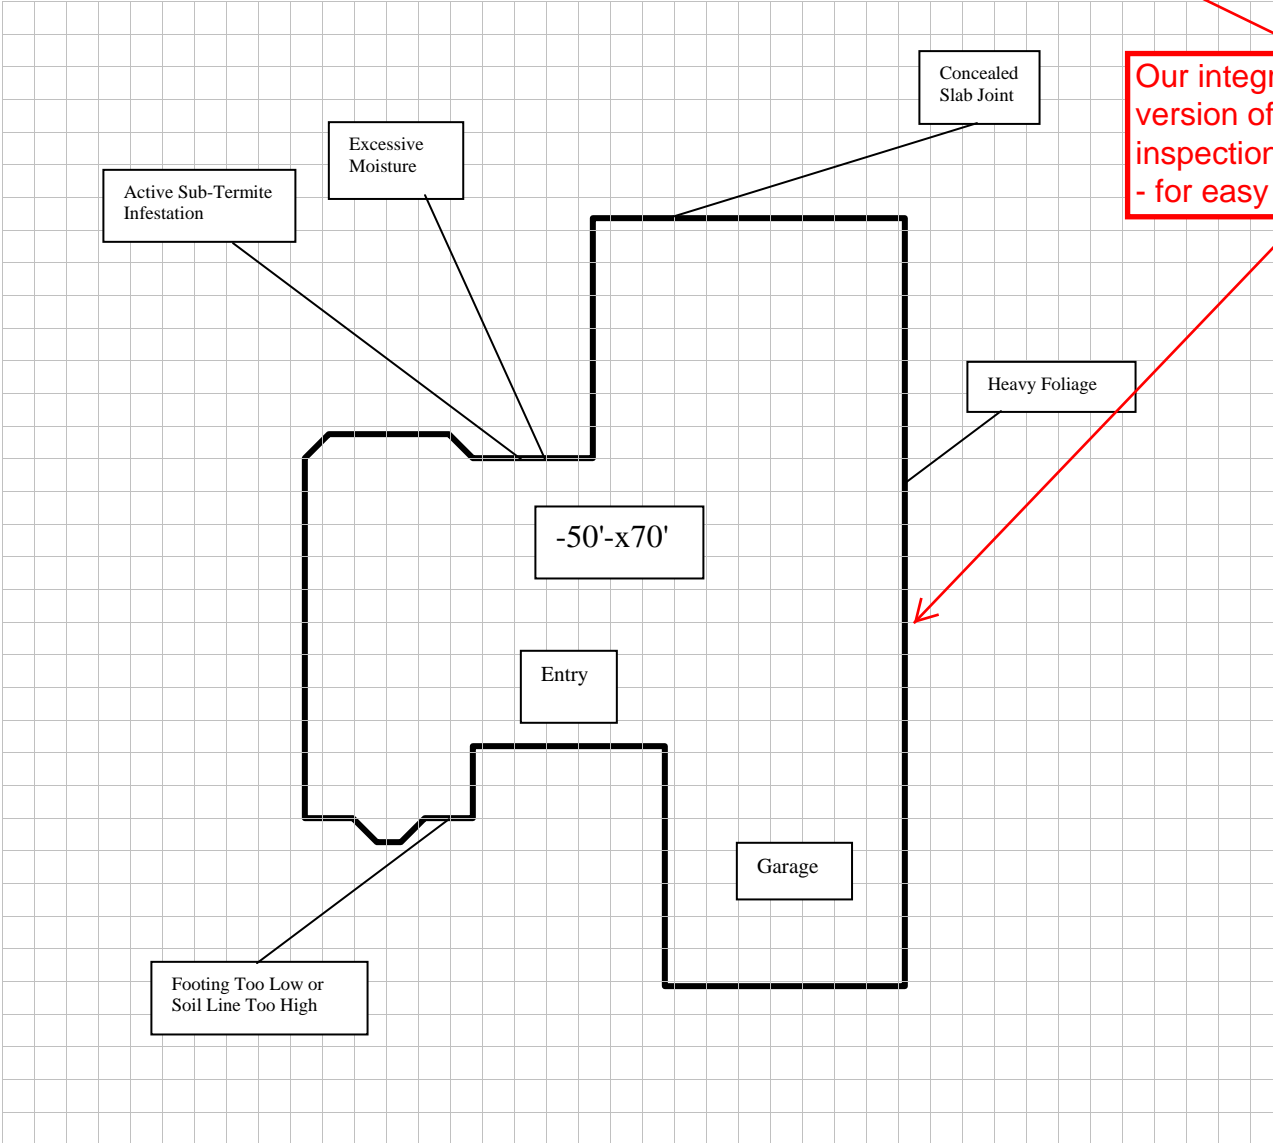 Concealed
Slab Joint
Our integr
version of
inspection
- for easy
Excessive
Moisture
Active Sub-Termite
Infestation
Heavy Foliage
-50'-x70'
Entry
Garage
Footing Too Low or
Soil Line Too High